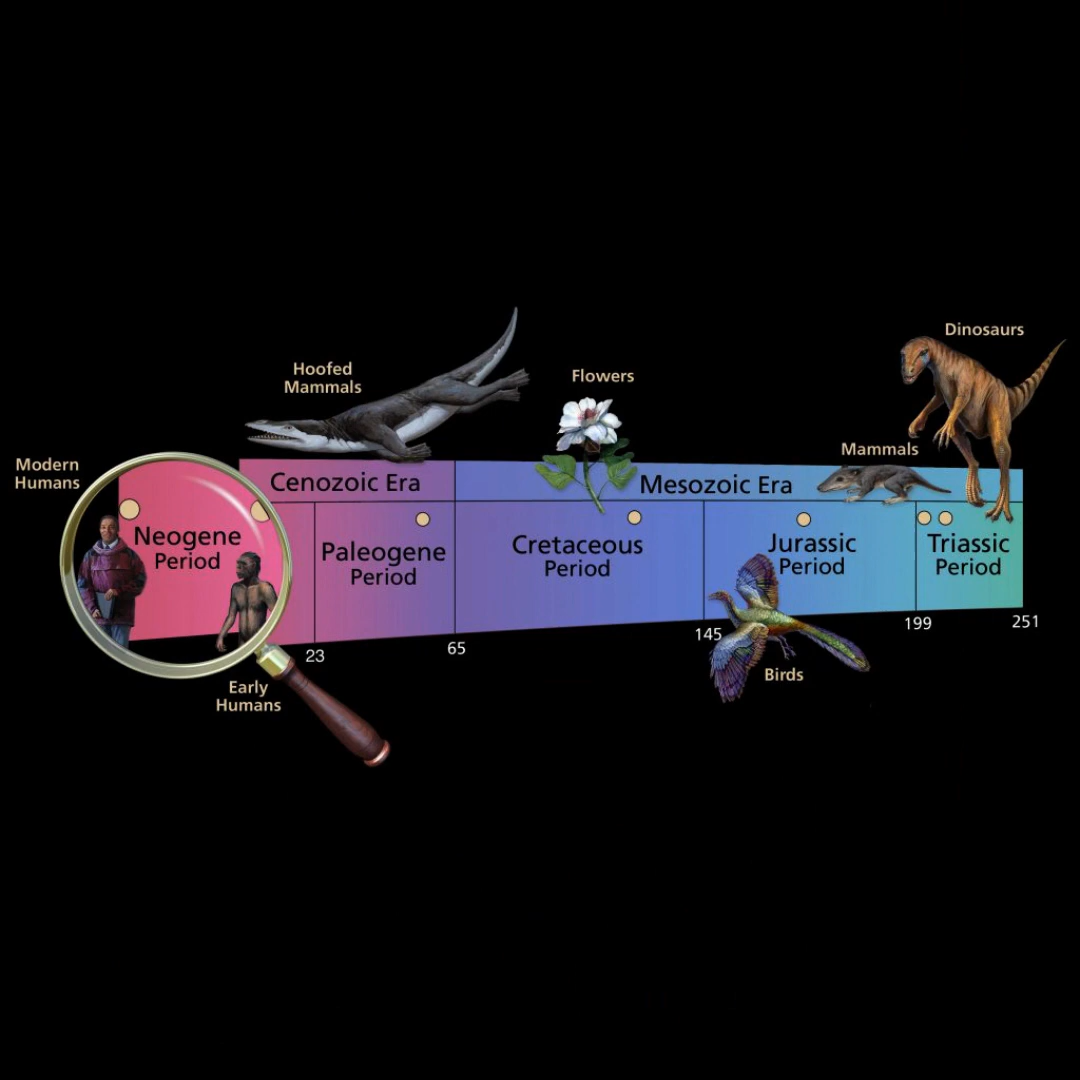 Dinosaurs
Hoofed
Mammals
Flowers
Mammals
Modern
Humans
Cenozoic Era
Mesozoic Era
Neogene
Period
Paleogene
Period
Cretaceous
Period
Jurassic
Period
Triassic
Period
23
65
145
199
251
Birds
Early
Humans